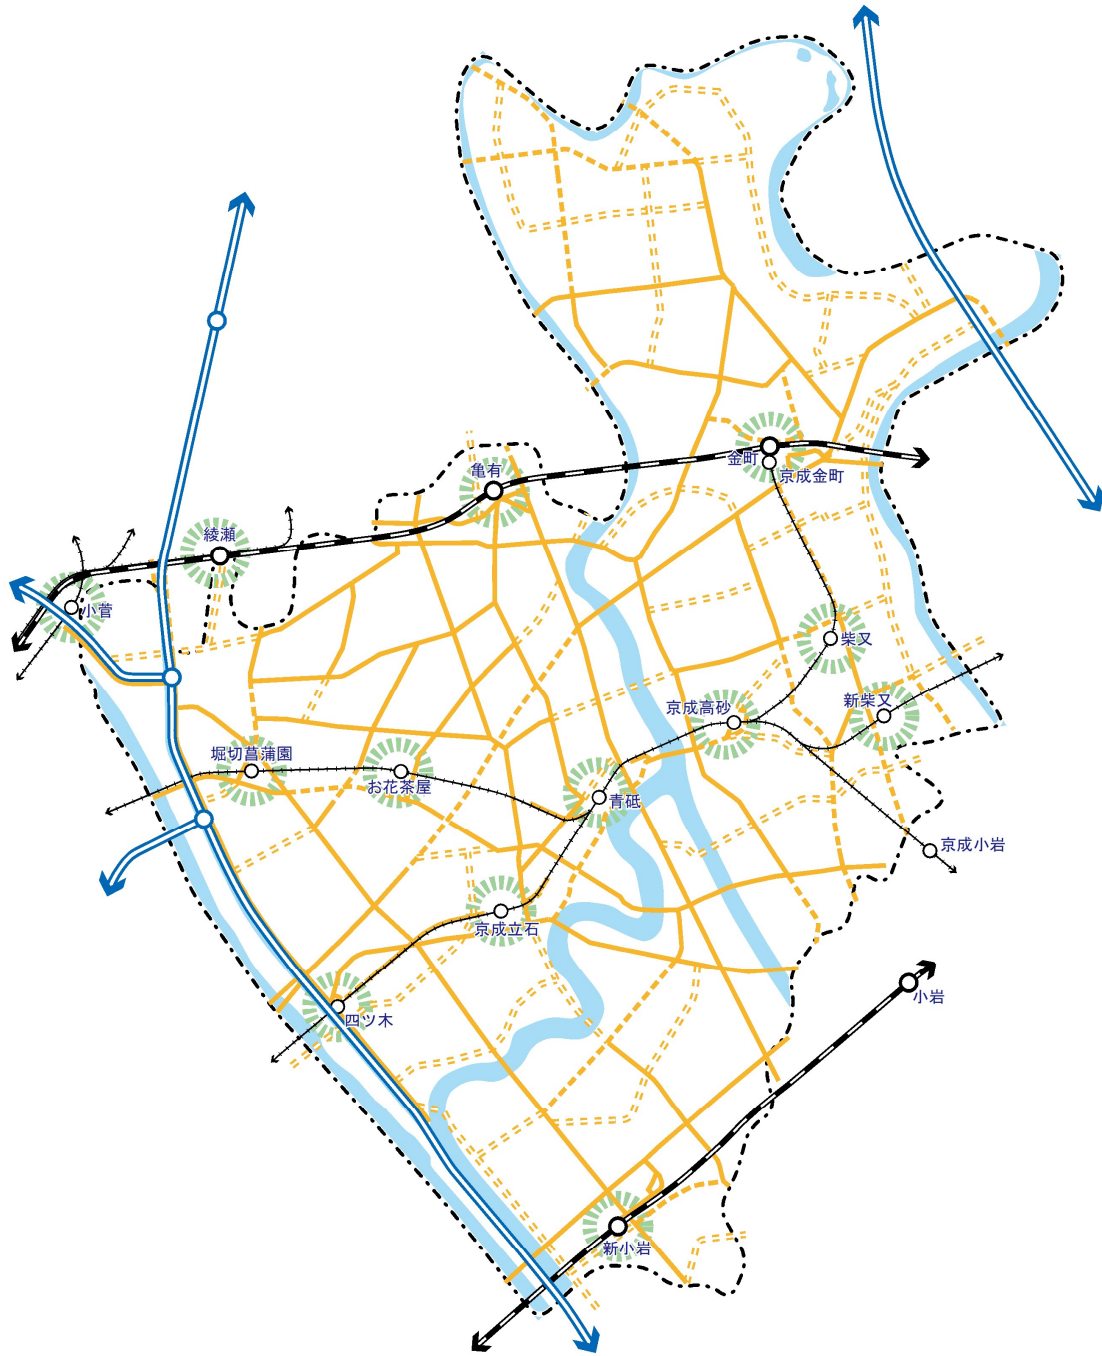 金町
京成金町
亀有
綾瀬
小菅
柴又
新柴又
京成高砂
堀切菖蒲園
お花茶屋
青砥
京成小岩
京成立石
小岩
四ツ木
新小岩